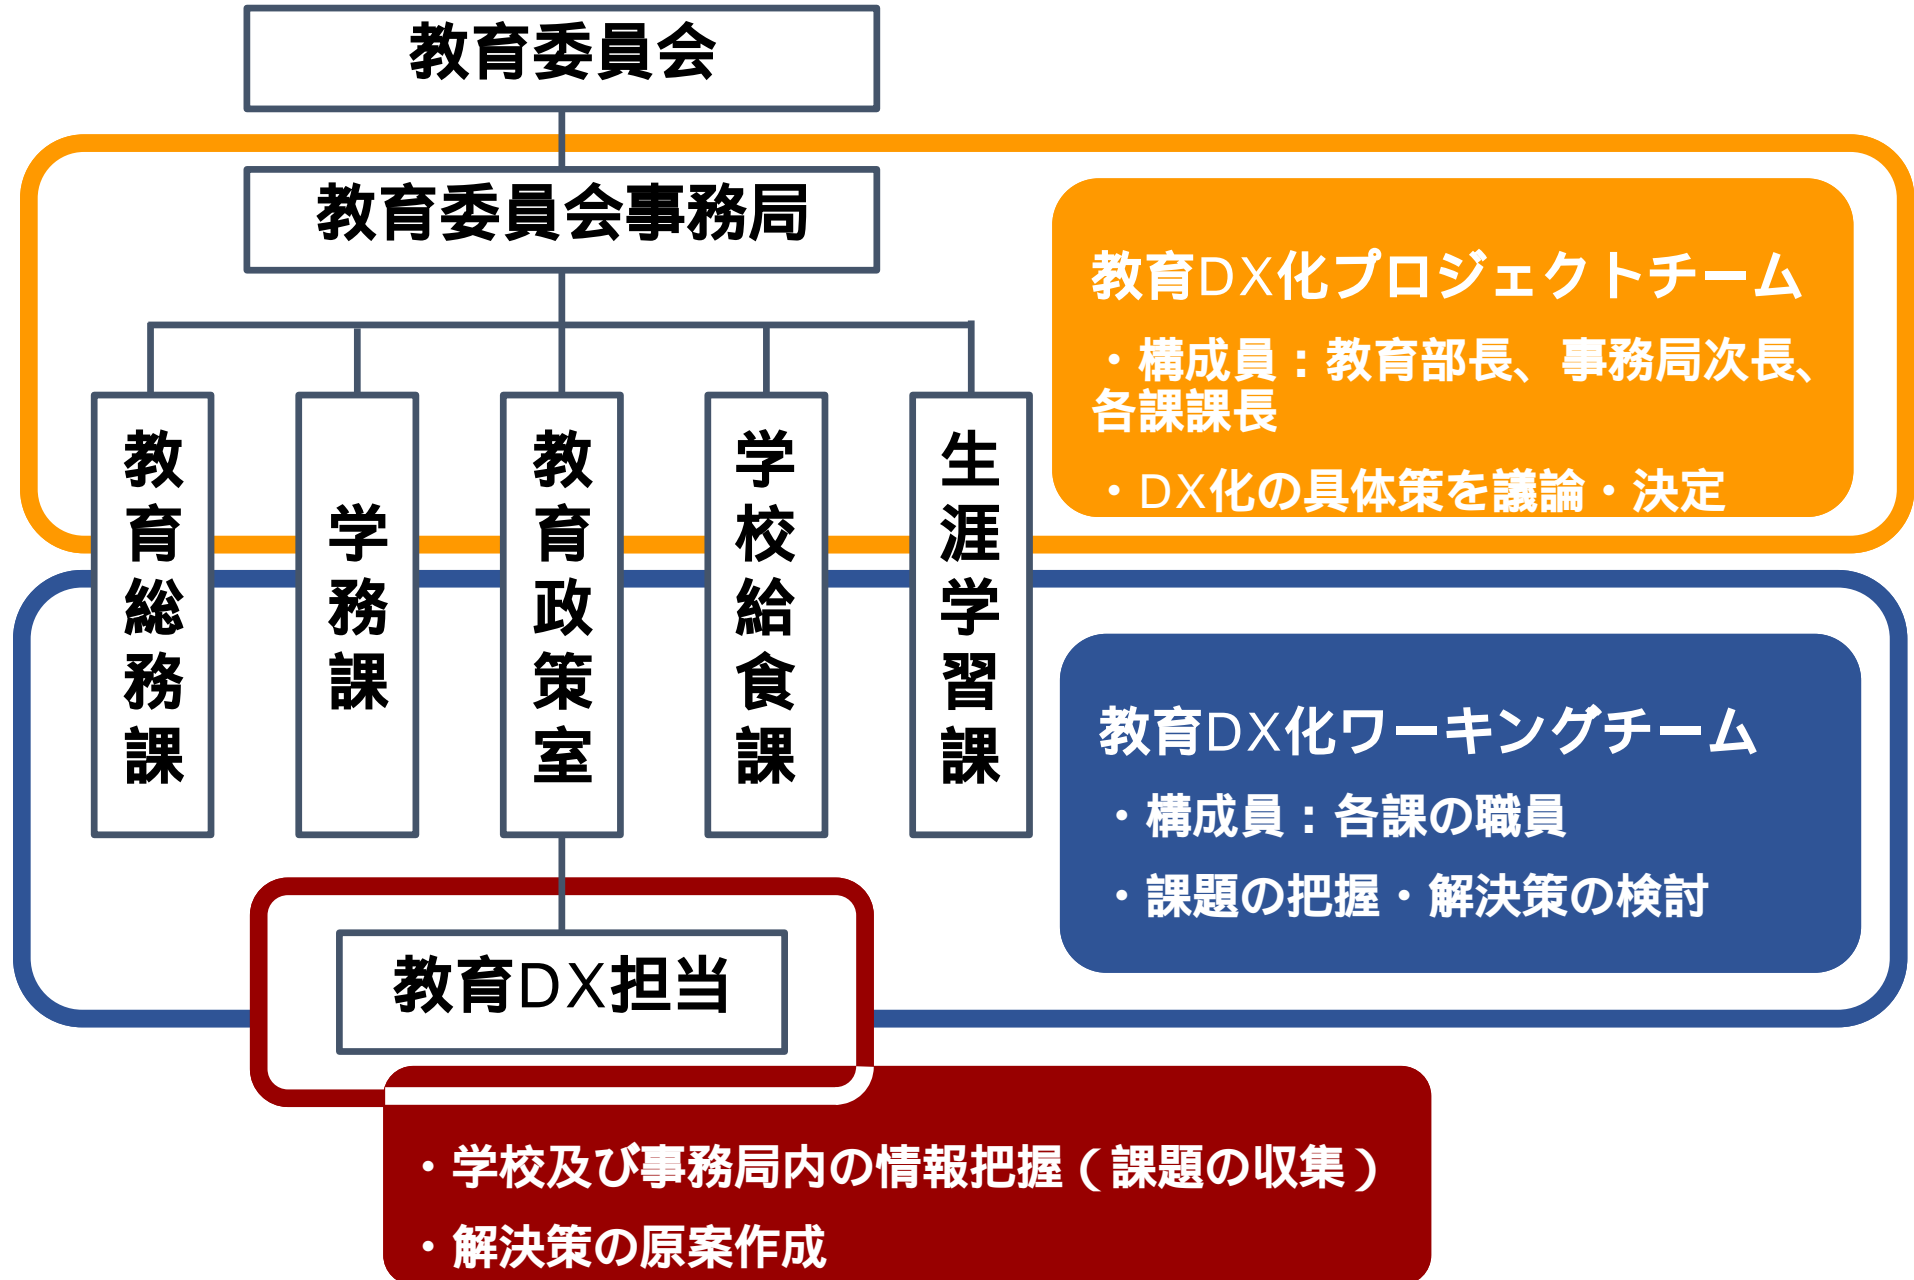 教育委員会
教育委員会事務局
教育DX化プロジェクトチーム
・構成員：教育部長、事務局次長、
各課課長
・DX化の具体策を議論・決定
教育総務課
学務課
教育政策室
学校給食課
生涯学習課
教育DX化ワーキングチーム
・構成員：各課の職員
・課題の把握・解決策の検討
教育DX担当
・学校及び事務局内の情報把握（課題の収集）
・解決策の原案作成